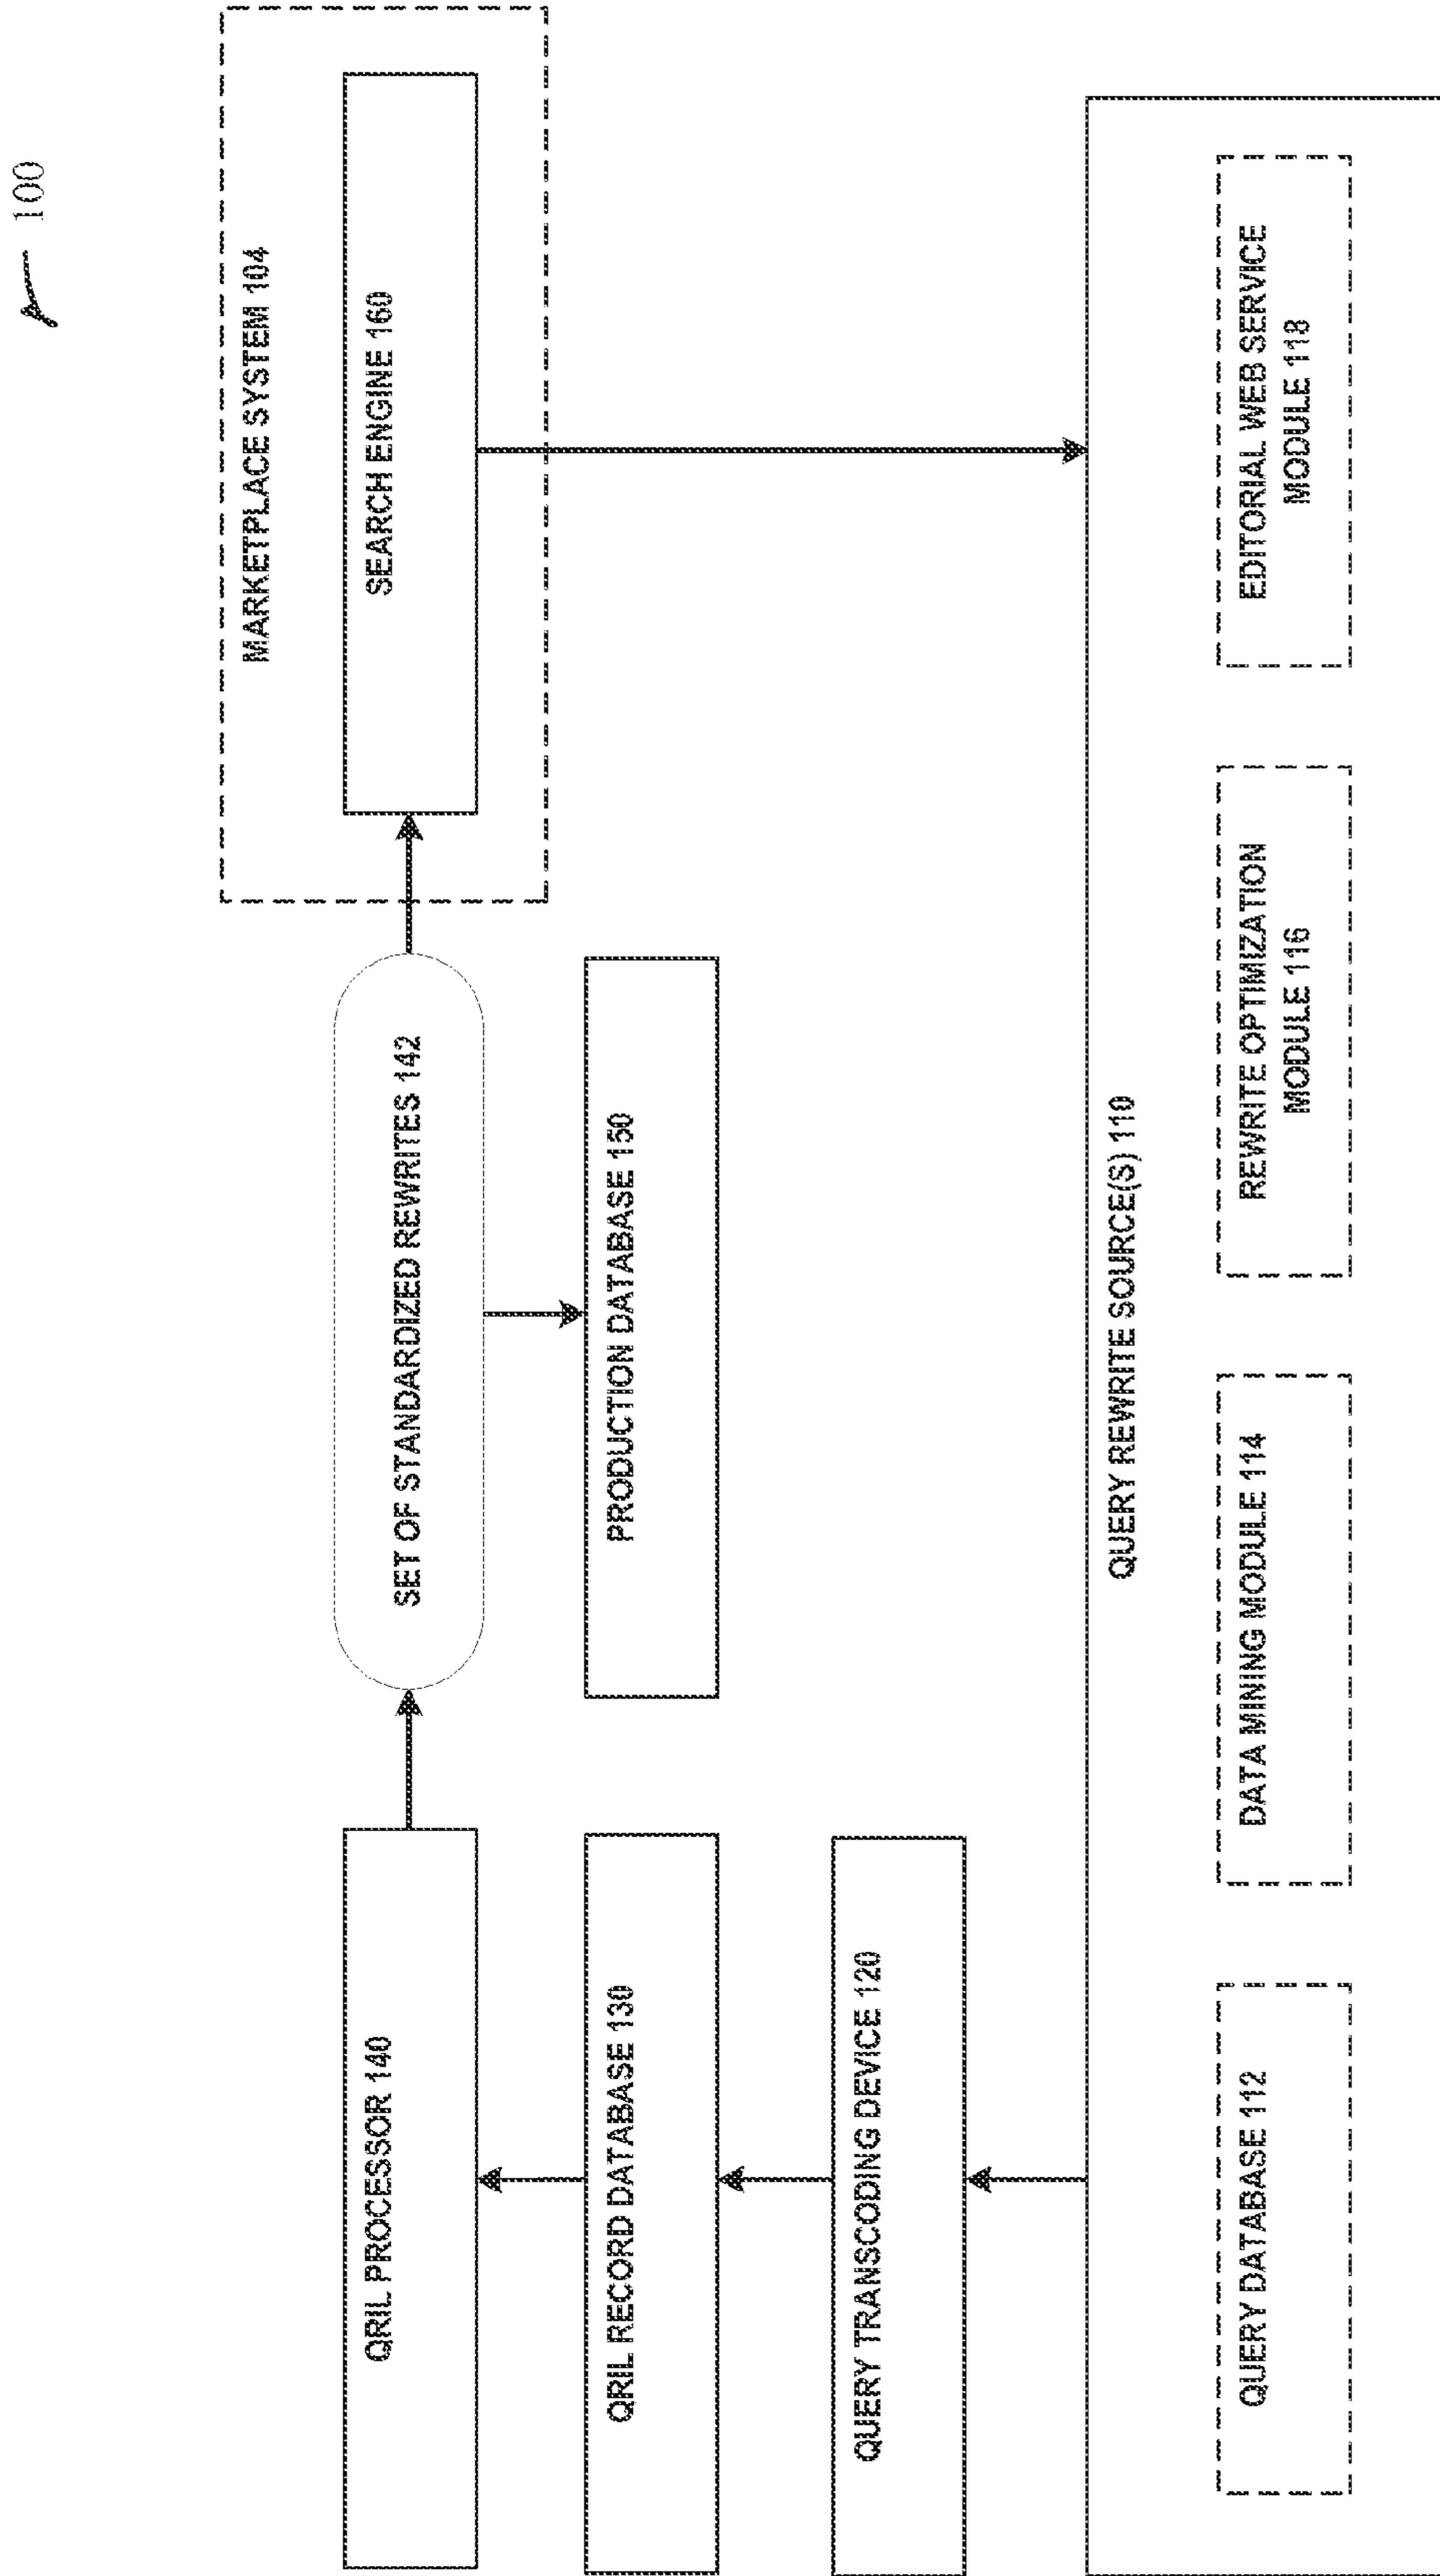 100
MARKETPLACE SYSTEM 104
QRIL PROCESSOR 140
SET OF STANDARDIZED REWRITES 142
SEARCH ENGINE 160
QRIL RECORD DATABASE 130
PRODUCTION DATABASE 150
QUERY TRANSCODING DEVICE 120
QUERY REWRITE SOURCE(S) 110
QUERY DATABASE 112
DATA MINING MODULE 114
REWRITE OPTIMIZATION
MODULE 116
EDITORIAL WEB SERVICE
MODULE 118